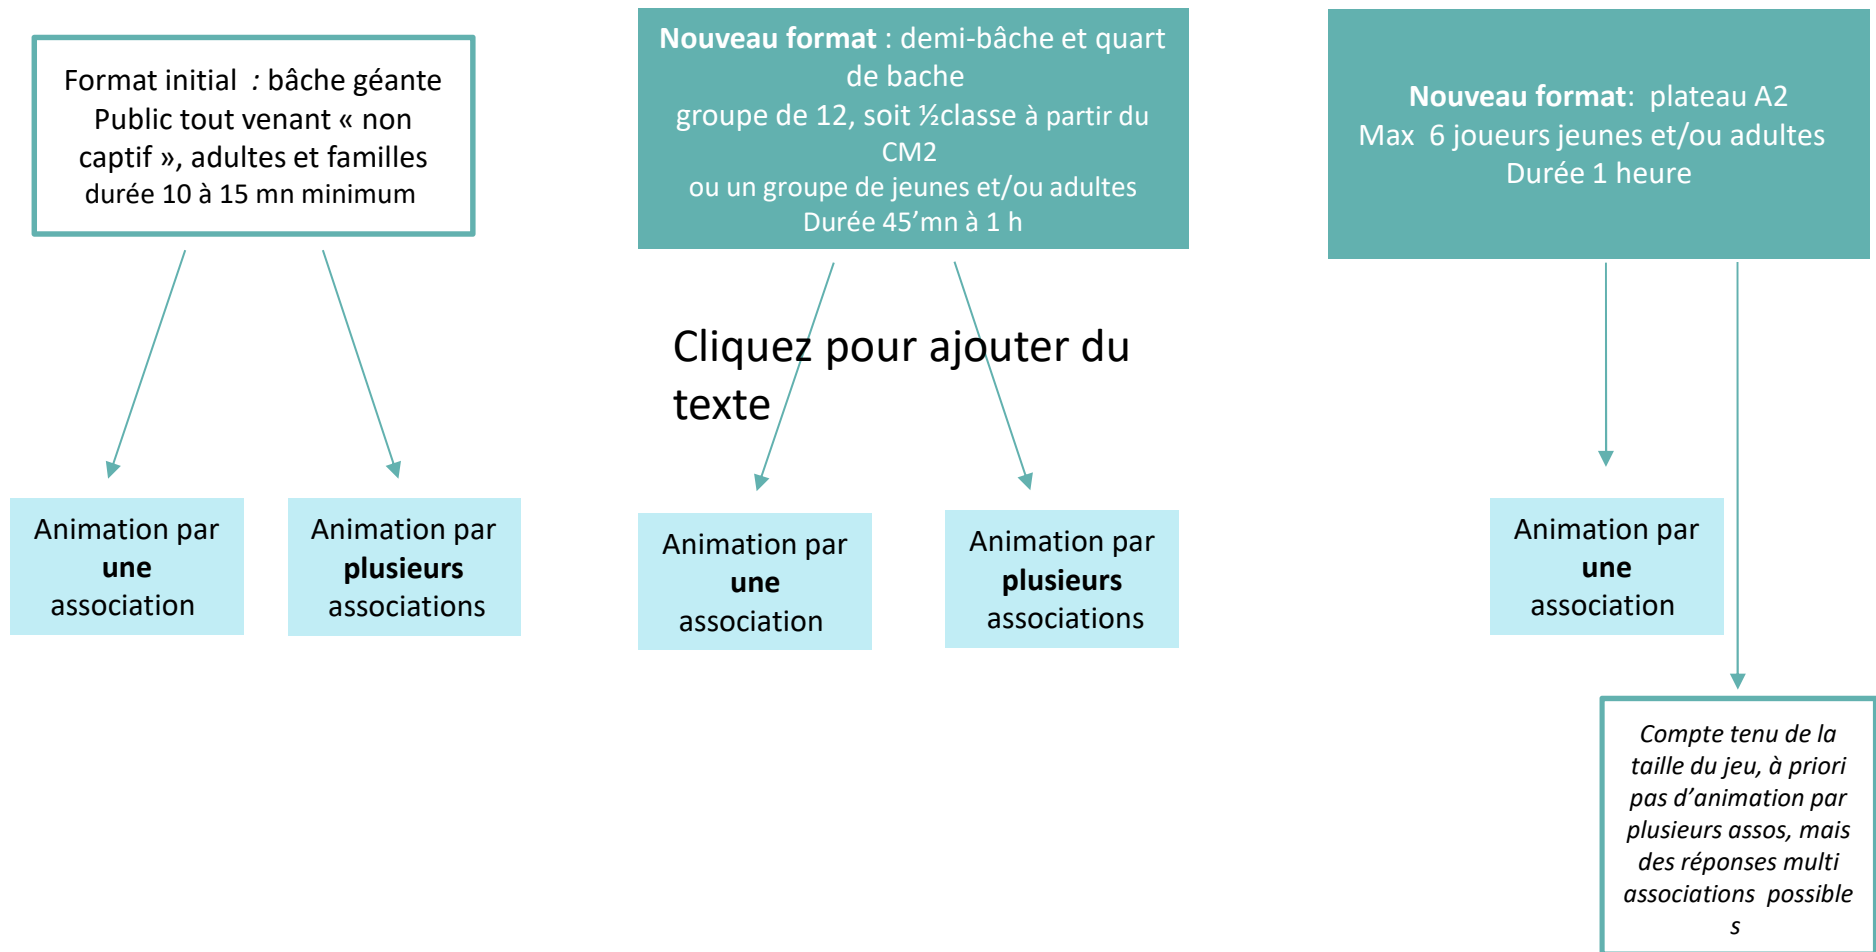 Format initial : bâche géante
Public tout venant « non
captif », adultes et familles
durée 10 à 15 mn minimum
Nouveau format : demi-bâche et quart
de bache
groupe de 12, soit ½classe à partir du
CM2
ou un groupe de jeunes et/ou adultes
Durée 45’mn à 1 h
Nouveau format: plateau A2
Max 6 joueurs jeunes et/ou adultes
Durée 1 heure
Cliquez pour ajouter du
texte
Animation par
une
association
Animation par
plusieurs
associations
Animation par
une
association
Animation par
plusieurs
associations
Animation par
une
association
Compte tenu de la
taille du jeu, à priori
pas d’animation par
plusieurs assos, mais
des réponses multi
associations possible
s